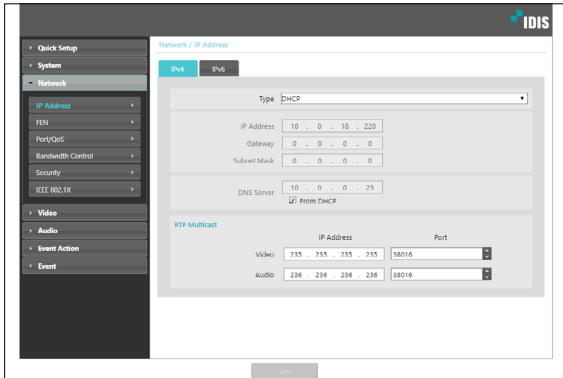 IDIS
Quick Setup
System
Network
IP Address
FEN
Port/QoS
Bandwidth Control
Security
IEEE 802.1X
Video
Audio
Event Action
Event
Network / IP Address
IPv4 IPv6
Type DHCP
IP Address 10 . 0 . 18 . 220
Gateway 0 . 0 . 0 . 0
Subnet Mask 0 . 0 . 0 . 0
DNS Server 10 . 0 . 0 . 23
From DHCP
RTP Multicast
IP Address Port
Video 235 . 235 . 235 . 235 38016
Audio 236 . 236 . 236 . 236 38016
Save